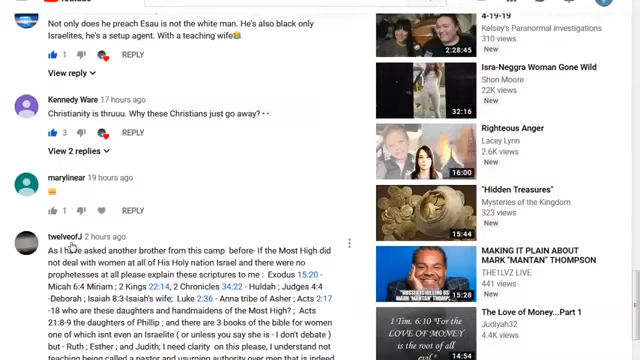 YouTube
Not only does he preach Esau is not the white man. He's also black only
Israelites, he's a setup agent. With a teaching wife😂
1 REPLY
View reply
Kennedy Ware 17 hours ago
Christianity is thruuu. Why these Christians just go away? 👀
3 REPLY
View 2 replies
marylinear 19 hours ago
1 REPLY
twelveofJ 2 hours ago
As I have asked another brother from this camp before- If the Most High did
not deal with women at all of His Holy nation Israel and there were no
prophetesses at all please explain these scriptures to me : Exodus 15:20 -
Micah 6:4 Miriam ; 2 Kings 22:14, 2 Chronicles 34:22 - Huldah ; Judges 4:4
-Deborah ; Isaiah 8:3-Isaiah's wife; Luke 2:36 - Anna tribe of Asher ; Acts 2:17
-18 who are these daughters and handmaidens of the Most High? ; Acts
21:8-9 the daughters of Phillip ; and there are 3 books of the bible for women
one of which isnt even an Israelite ( or unless you say she is - I don't debate )
but - Ruth ; Esther ; and Judith; I need clarity on this please, I understand not
teaching being called a pastor and usurping authority over men that is indeed
4-19-19
Kelsey's Paranormal investigations
310 views
New
2:28:45
Isra-Neggra Woman Gone Wild
Shon Moore
22K views
New
32:16
Righteous Anger
Lacey Lynn
2.6K views
New
16:00
"Hidden Treasures"
Mysteries of the Kingdom
323 views
New
15:44
MAKING IT PLAIN ABOUT
MARK "MANTAN" THOMPSON
THE1LVZ LIVE
441 views
New
MARK "MANTAN" THOMPSON
15:28
The Love of Money...Part 1
Judiyah32
4.4K views
New
1 Tim. 6:10 For the
LOVE OF MONEY
is the root of all
evil
14:54